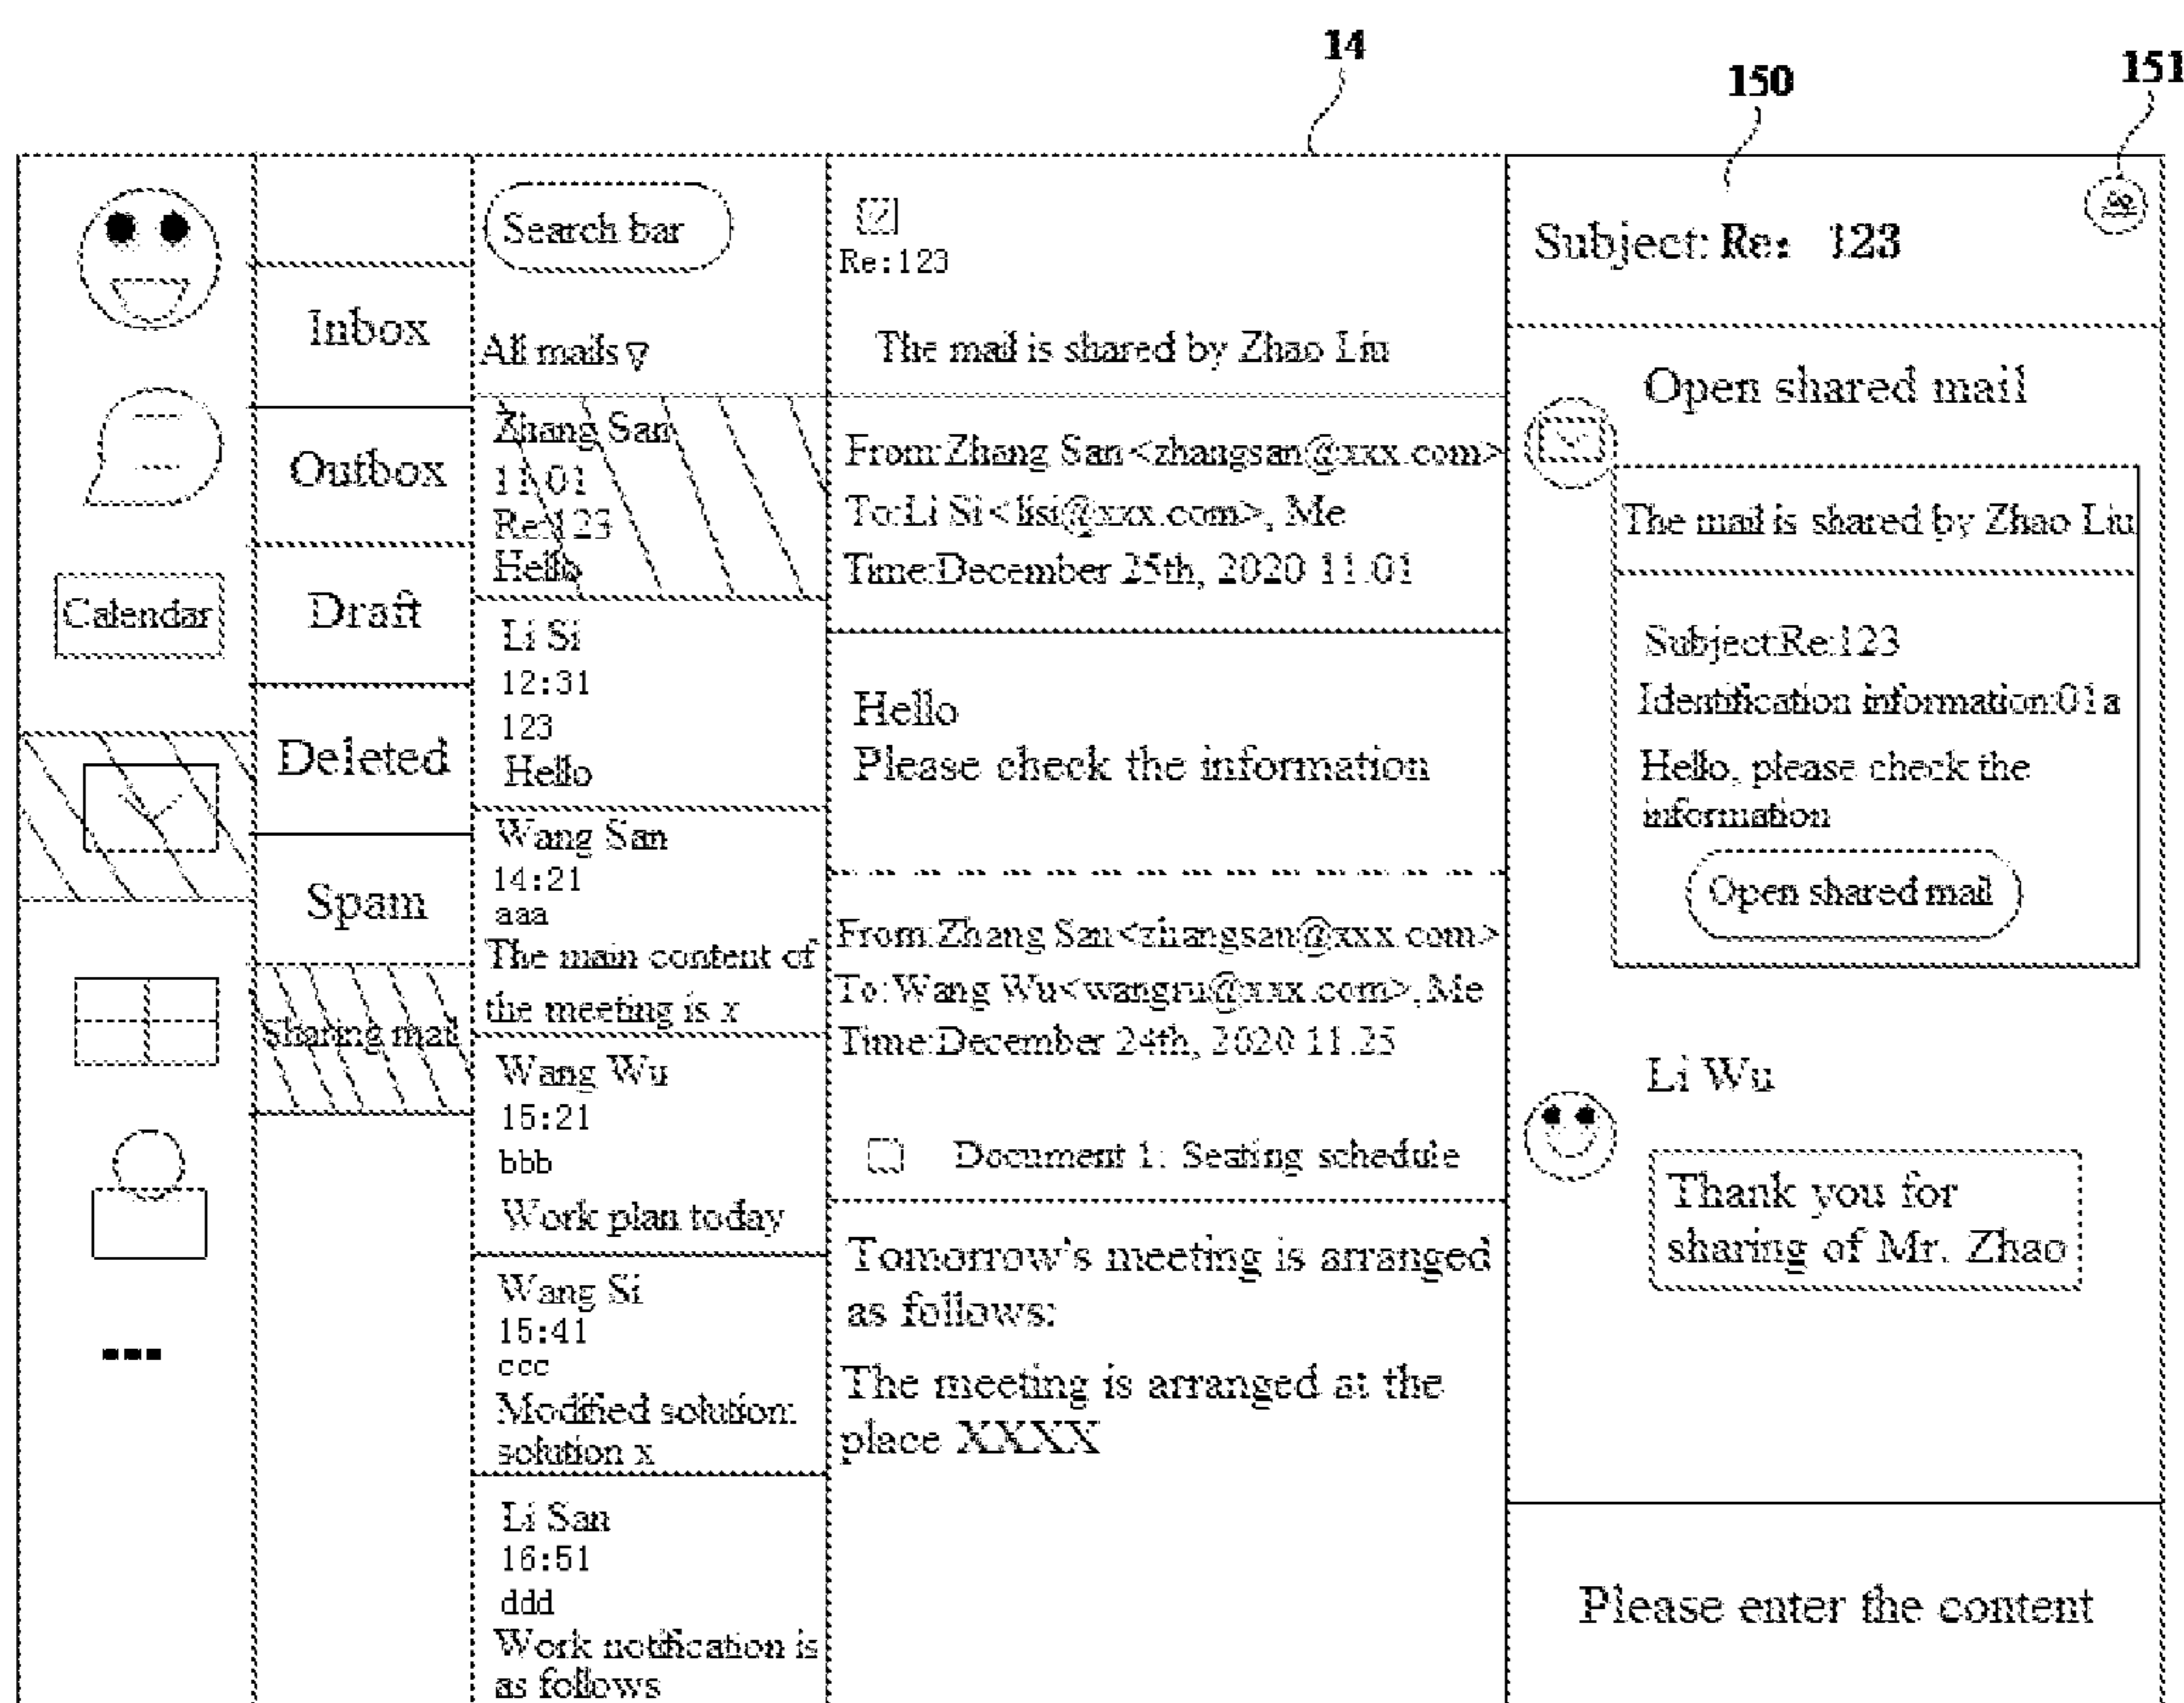 14
150
151
Calendar
Inbox
Outbox
Draft
Deleted
Spam
Sharing mail
Search bar
All mails
Zhang San
11:01
Re:123
Hello
Li Si
12:31
123
Hello
Wang San
14:21
aaa
The main content of
the meeting is x
Wang Wu
15:21
bbb
Work plan today
Wang Si
15:41
ccc
Modified solution:
solution x
Li San
16:51
ddd
Work notification is
as follows
Re:123
The mail is shared by Zhao Liu
From:Zhang San<zhangsan@xxx.com>
To:Li Si<lisi@xxx.com>, Me
Time:December 25th, 2020 11:01
Hello
Please check the information
From:Zhang San<zhangsan@xxx.com>
To:Wang Wu<wangru@xxx.com>,Me
Time:December 24th, 2020 11:25
Document 1: Seating schedule
Tomorrow's meeting is arranged
as follows:
The meeting is arranged at the
place XXXX
Subject: Re: 123
Open shared mail
The mail is shared by Zhao Liu
Subject:Re:123
Identification information:01a
Hello, please check the
information
Open shared mail
Li Wu
Thank you for
sharing of Mr. Zhao
Please enter the content